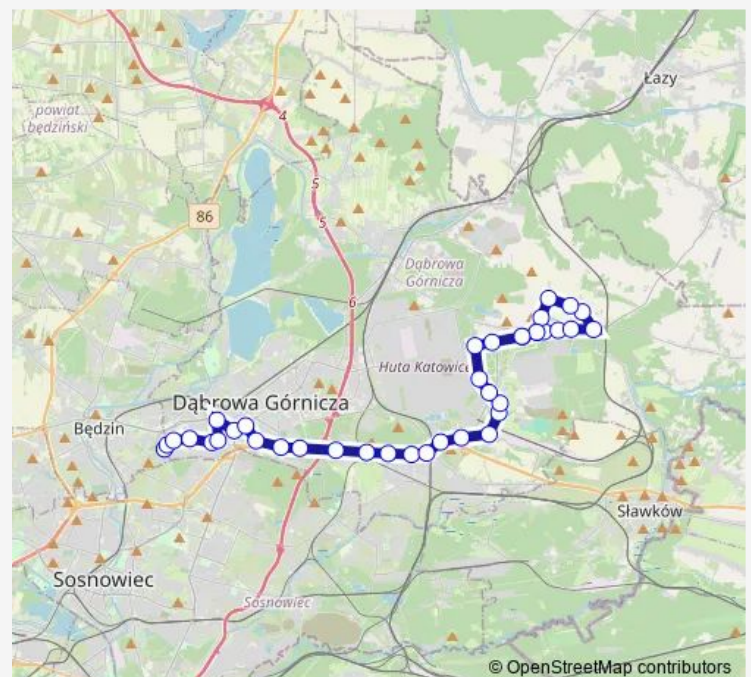 Łazy
powiat
będziński
4
5
86
5
Dąbrowa
Górnicza
6
Huta Katowice
Dąbrowa Górnicza
Będzin
Sławków
Sosnowiec
Sosnowiec
© OpenStreetMap contributors